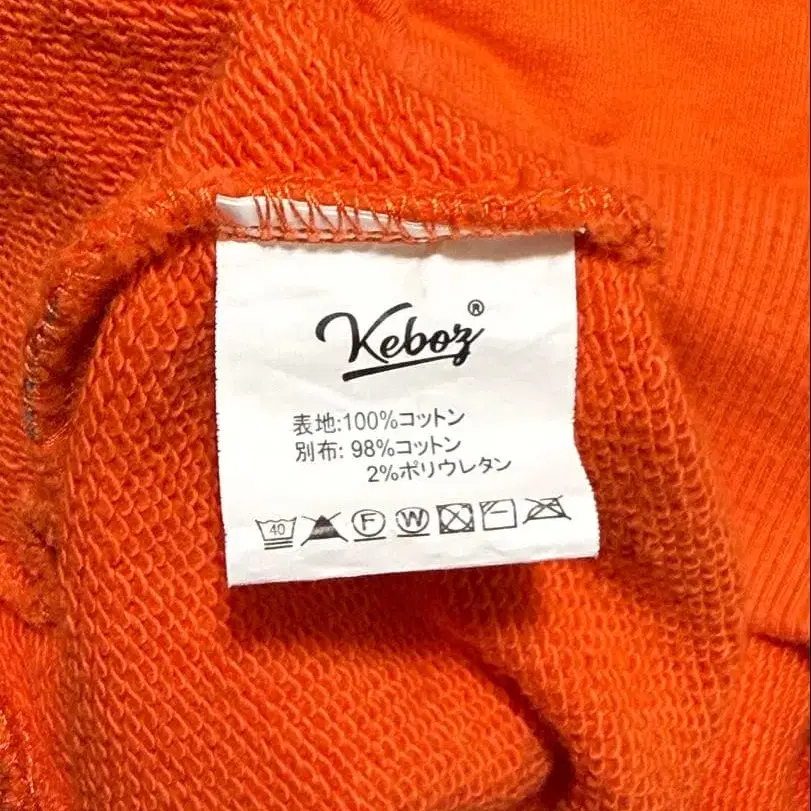 Keboz®
表地:100%コットン
別布: 98%コットン
2%ポリウレタン
40 F W